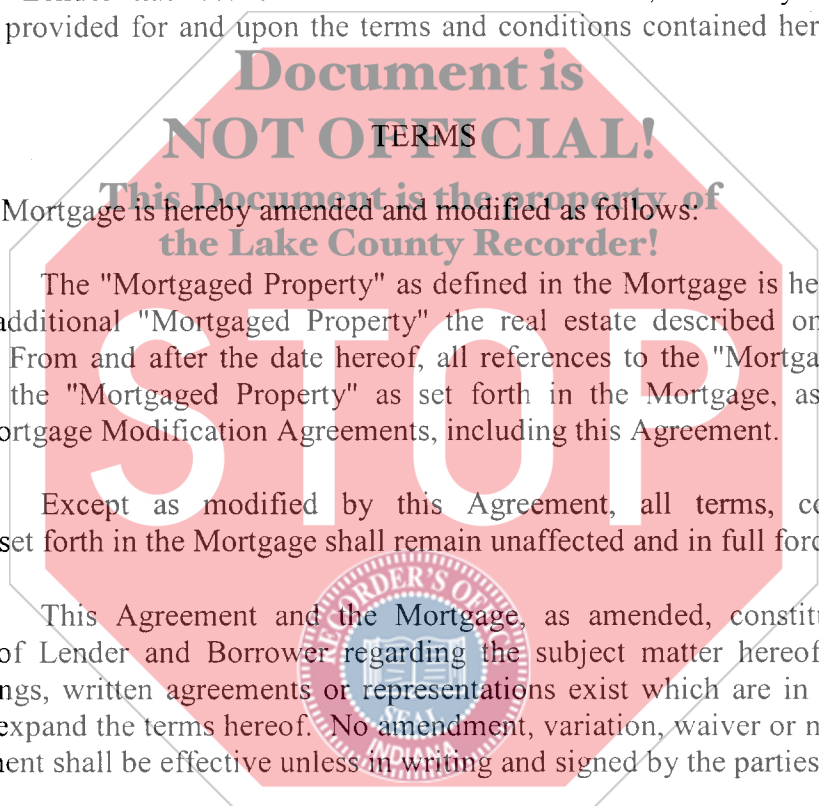 provided for and upon the terms and conditions contained her
Document is
NOT OFFICIAL!
TERMS
This Document is the property of
Mortgage is hereby amended and modified as follows:
the Lake County Recorder!
The "Mortgaged Property" as defined in the Mortgage is he
additional "Mortgaged Property" the real estate described on
From and after the date hereof, all references to the "Mortga
the "Mortgaged Property" as set forth in the Mortgage, as
ortgage Modification Agreements, including this Agreement.
STOP
Except as modified by this Agreement, all terms, co
set forth in the Mortgage shall remain unaffected and in full forc
This Agreement and the Mortgage, as amended, constitu
of Lender and Borrower regarding the subject matter hereof
ngs, written agreements or representations exist which are in
expand the terms hereof. No amendment, variation, waiver or m
nent shall be effective unless in writing and signed by the parties
RECORDER'S OFFICE
SEAL
INDIANA